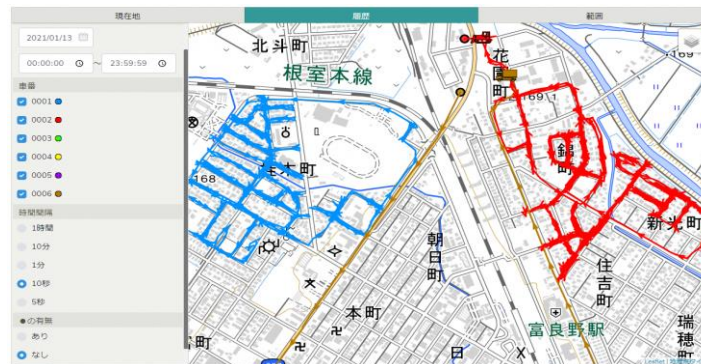 現在地
履歴
範囲
2021/01/13
00:00:00 ~ 23:59:59
車番
0001
0002
0003
0004
0005
0006
時間間隔
1時間
10分
1分
10秒
5秒
●の有無
あり
なし
北斗町
根室本線
花園町
169
168
錦町
新光町
朝日町
住吉町
本町
富良野駅
瑞穂町
日